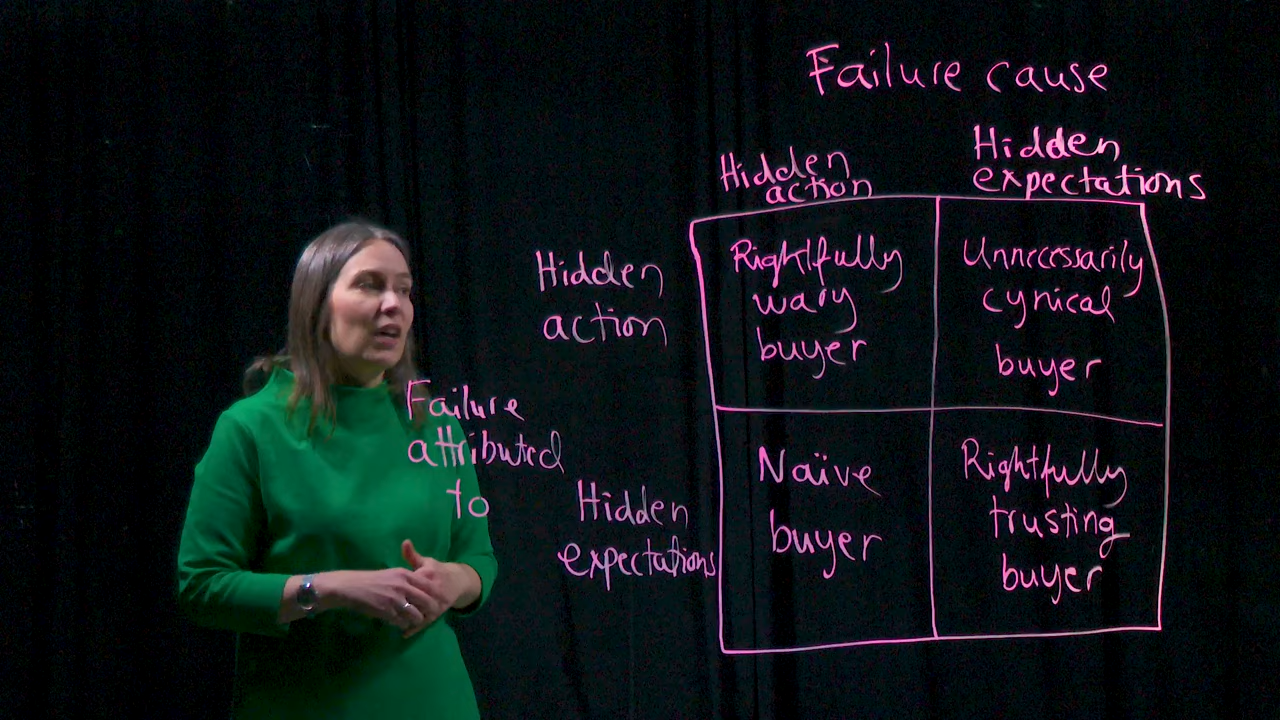 Failure cause
Hidden
action
Hidden
expectations
Hidden
action
Rightfully
wary
buyer
Unnecessarily
cynical
buyer
Failure
attributed
to
Hidden
expectations
Naïve
buyer
Rightfully
trusting
buyer